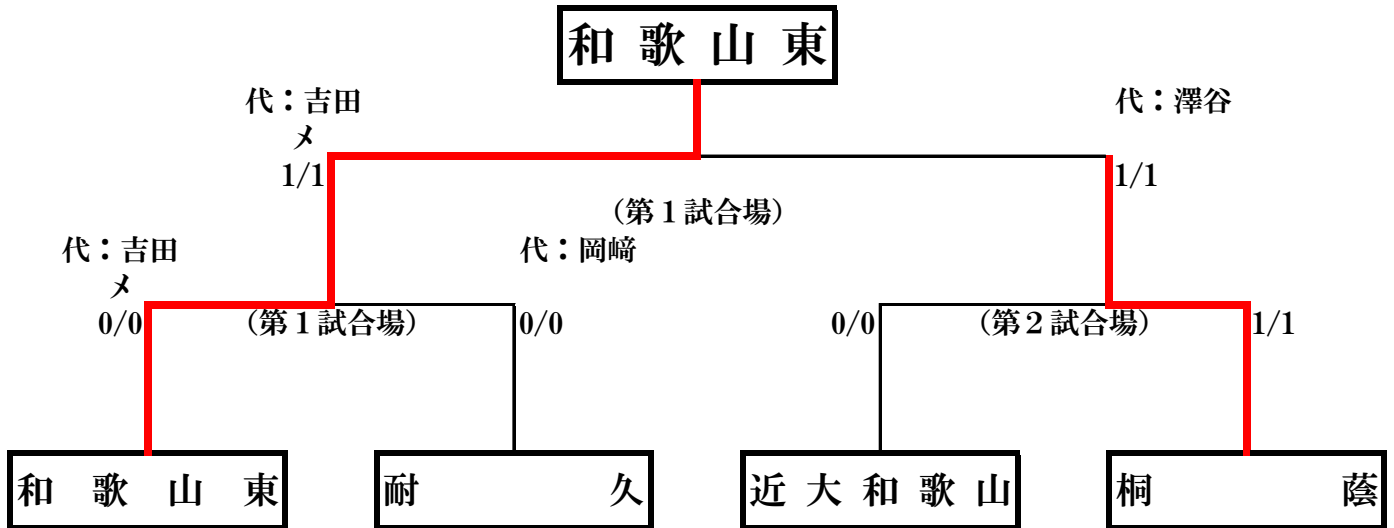 和歌山東
代：吉田
代：澤谷
メ
1/1
1/1
（第１試合場）
代：吉田
代：岡﨑
メ
0/0
（第１試合場）
0/0
0/0
（第２試合場）
1/1
和歌山東
耐久
近大和歌山
桐蔭